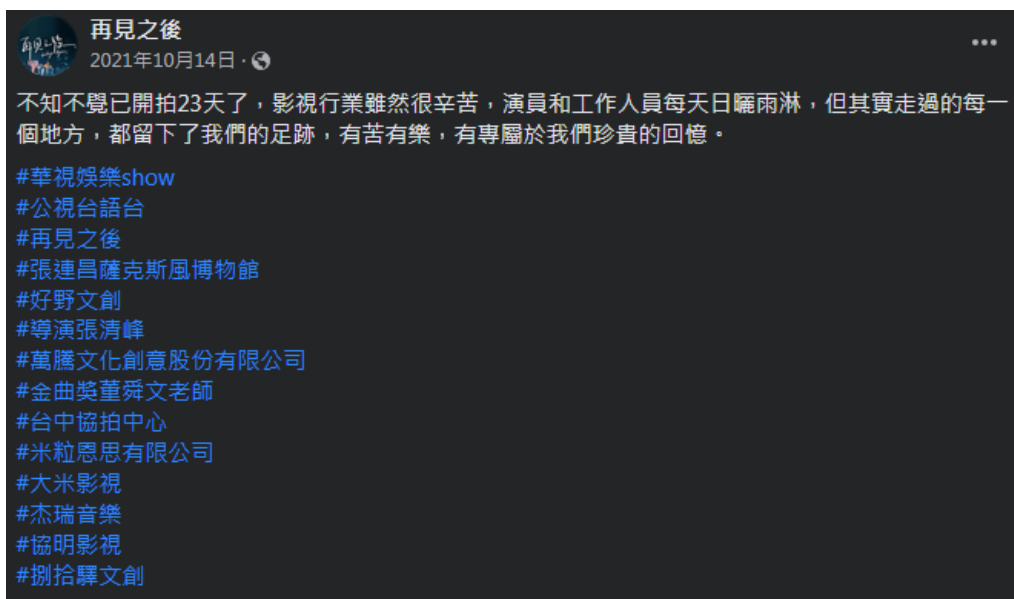 再見之後
2021年10月14日 ·
不知不覺已開拍23天了，影視行業雖然很辛苦，演員和工作人員每天日曬雨淋，但其實走過的每一
個地方，都留下了我們的足跡，有苦有樂，有專屬於我們珍貴的回憶。
#華視娛樂show
#公視台語台
#再見之後
#張連昌薩克斯風博物館
#好野文創
#導演張清峰
#萬騰文化創意股份有限公司
#金曲獎董舜文老師
#台中協拍中心
#米粒恩思有限公司
#大米影視
#杰瑞音樂
#協明影視
#捌拾驛文創